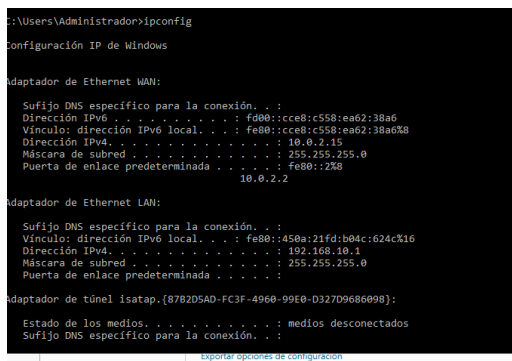 C:\Users\Administrador>ipconfig
Configuración IP de Windows
Adaptador de Ethernet WAN:
Sufijo DNS específico para la conexión. . :
Dirección IPv6 . . . . . . . . . . : fd00::cce8:c558:ea62:38a6
Vínculo: dirección IPv6 local. . . : fe80::cce8:c558:ea62:38a6%8
Dirección IPv4. . . . . . . . . . . . . . : 10.0.2.15
Máscara de subred . . . . . . . . . . . . : 255.255.255.0
Puerta de enlace predeterminada . . . . . : fe80::2%8
10.0.2.2
Adaptador de Ethernet LAN:
Sufijo DNS específico para la conexión. . :
Vínculo: dirección IPv6 local. . . : fe80::450a:21fd:b04c:624c%16
Dirección IPv4. . . . . . . . . . . . . . : 192.168.10.1
Máscara de subred . . . . . . . . . . . . : 255.255.255.0
Puerta de enlace predeterminada . . . . . :
Adaptador de túnel isatap.{87B2D5AD-FC3F-4960-99E0-D327D9686098}:
Estado de los medios. . . . . . . . . . . : medios desconectados
Sufijo DNS específico para la conexión. . :
Exportar opciones de configuración